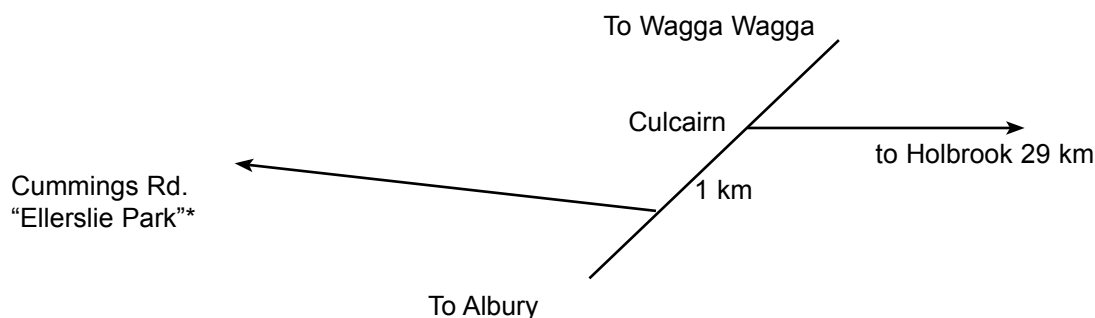 To Wagga Wagga
Culcairn
to Holbrook 29 km
1 km
Cummings Rd.
“Ellerslie Park”*
To Albury